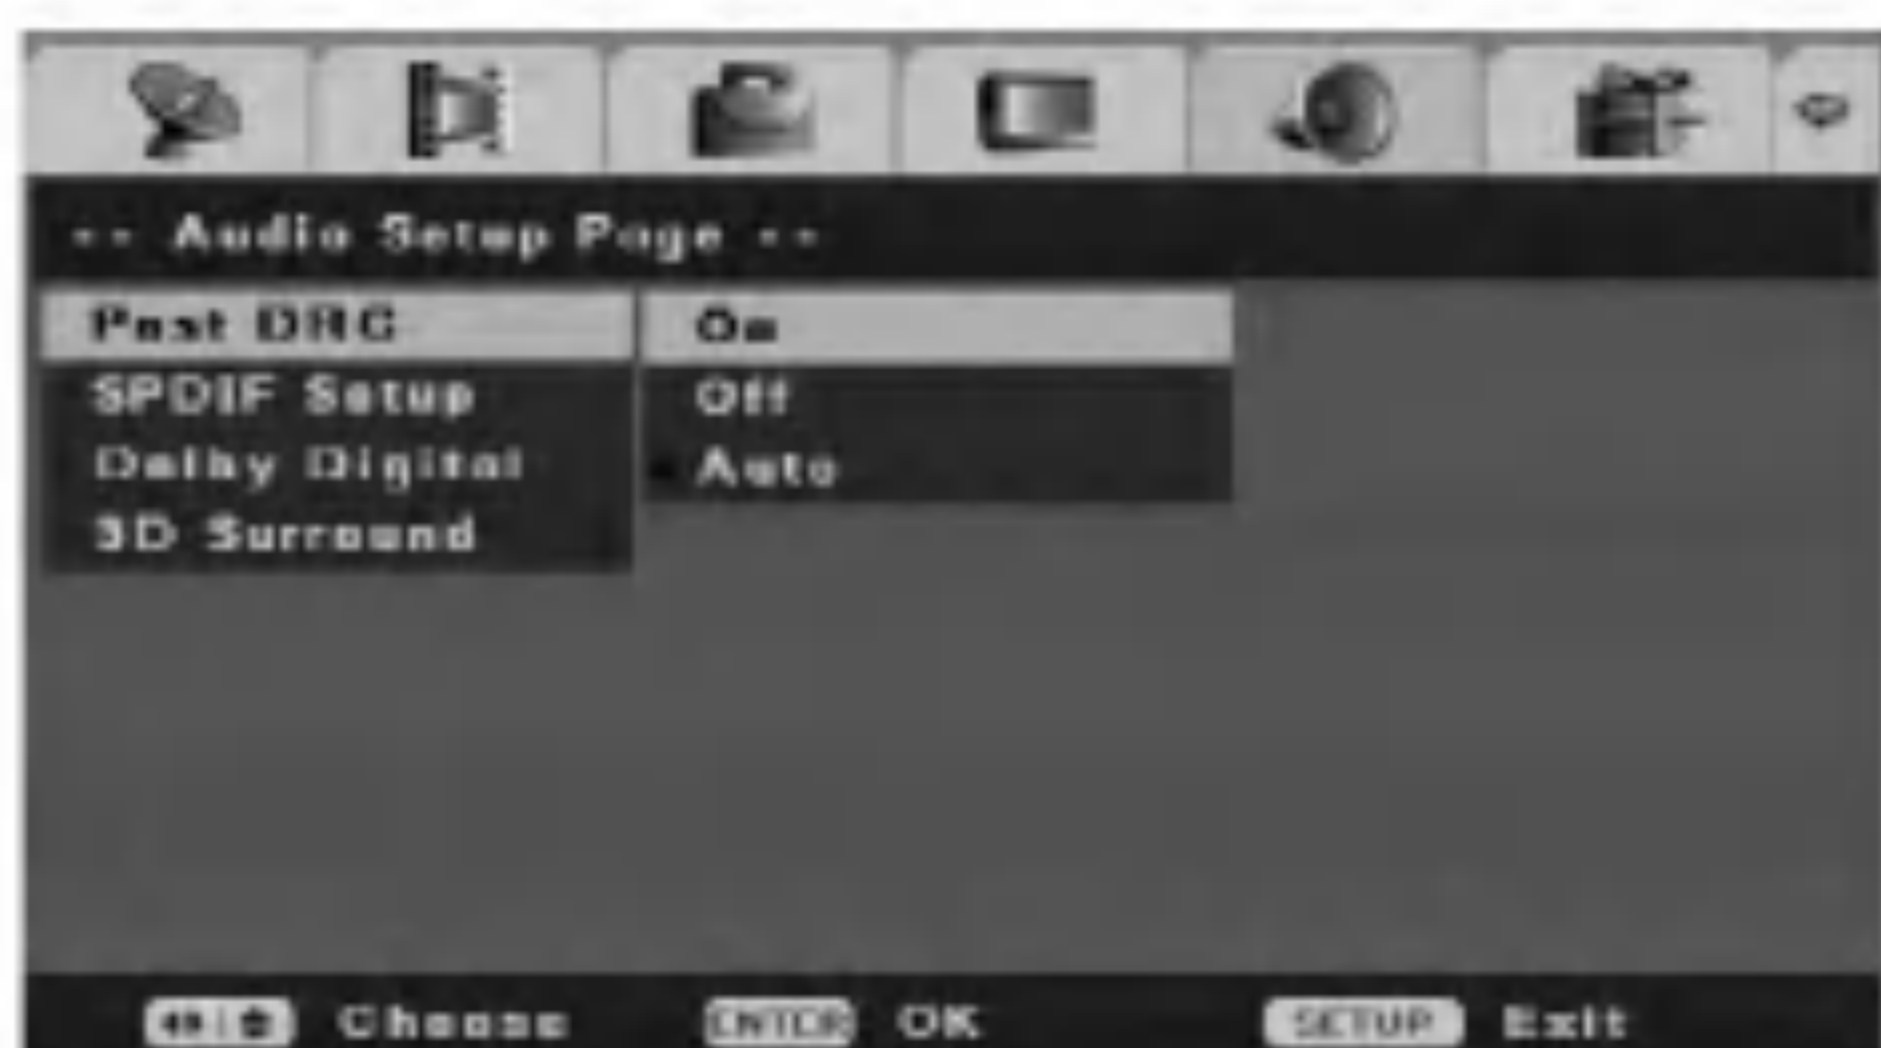 -- Audio Setup Page --
Post DRC
SPDIF Setup
Dolby Digital
3D Surround
On
Off
Auto
Choose
ENTER OK
SETUP Exit